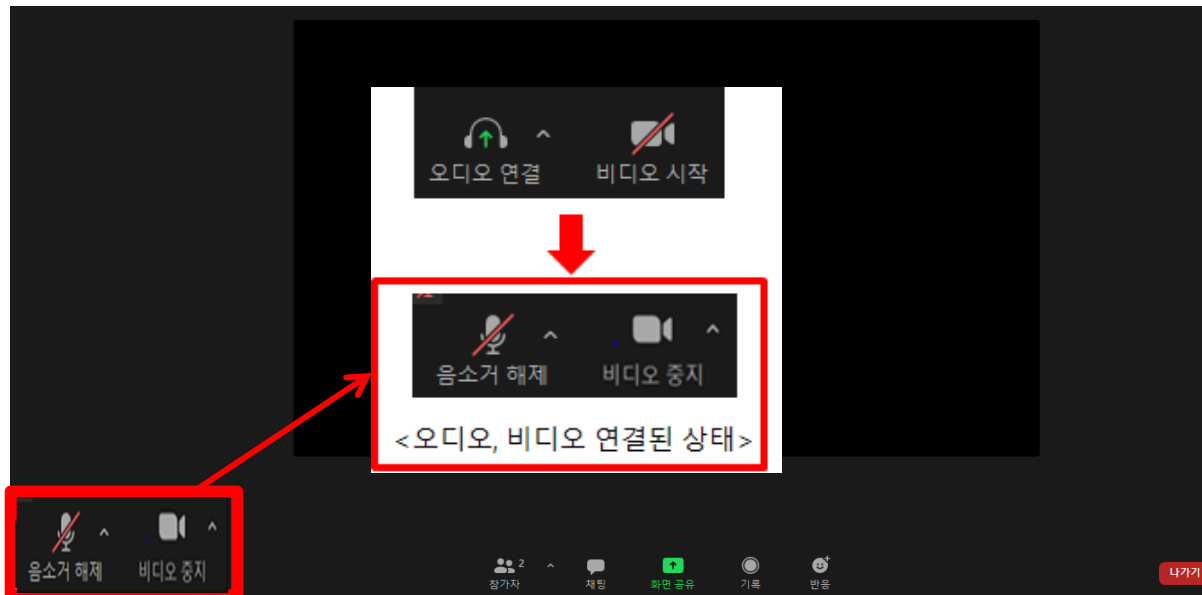 오디오 연결 비디오 시작
음소거 해제 비디오 중지
<오디오, 비디오 연결된 상태>
음소거 해제 비디오 중지
2
참가자 채팅 화면 공유 기록 반응
나가기